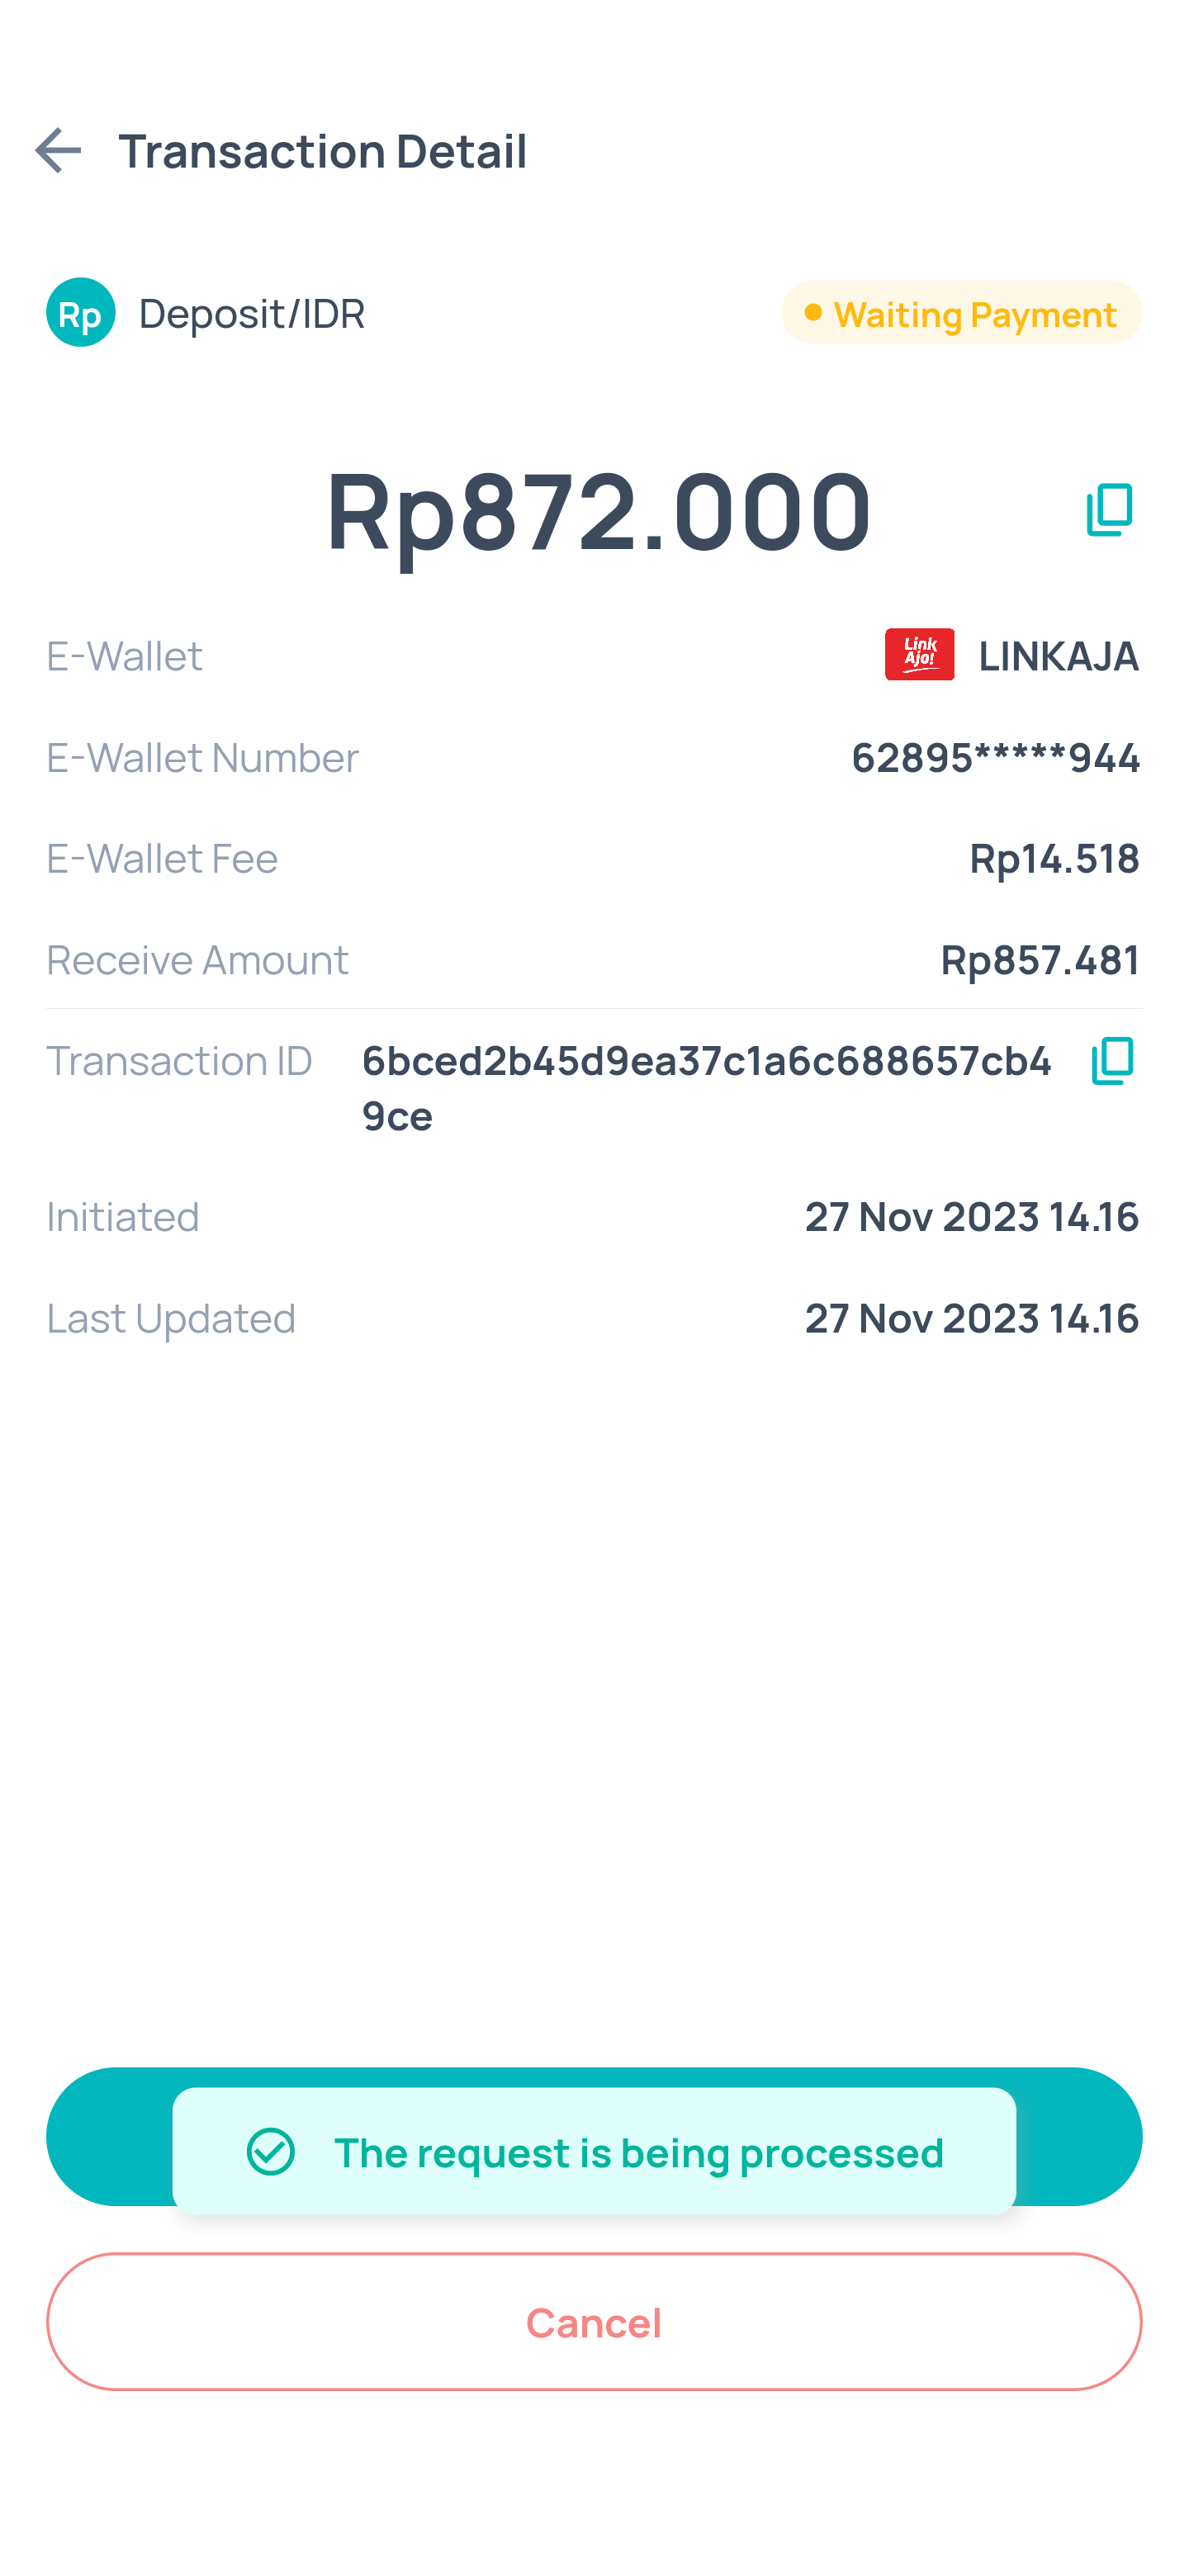 Transaction Detail
Rp Deposit/IDR Waiting Payment
Rp872.000
E-Wallet Link Aja! LINKAJA
E-Wallet Number 62895*****944
E-Wallet Fee Rp14.518
Receive Amount Rp857.481
Transaction ID 6bced2b45d9ea37c1a6c688657cb4
9ce
Initiated 27 Nov 2023 14.16
Last Updated 27 Nov 2023 14.16
The request is being processed
Cancel